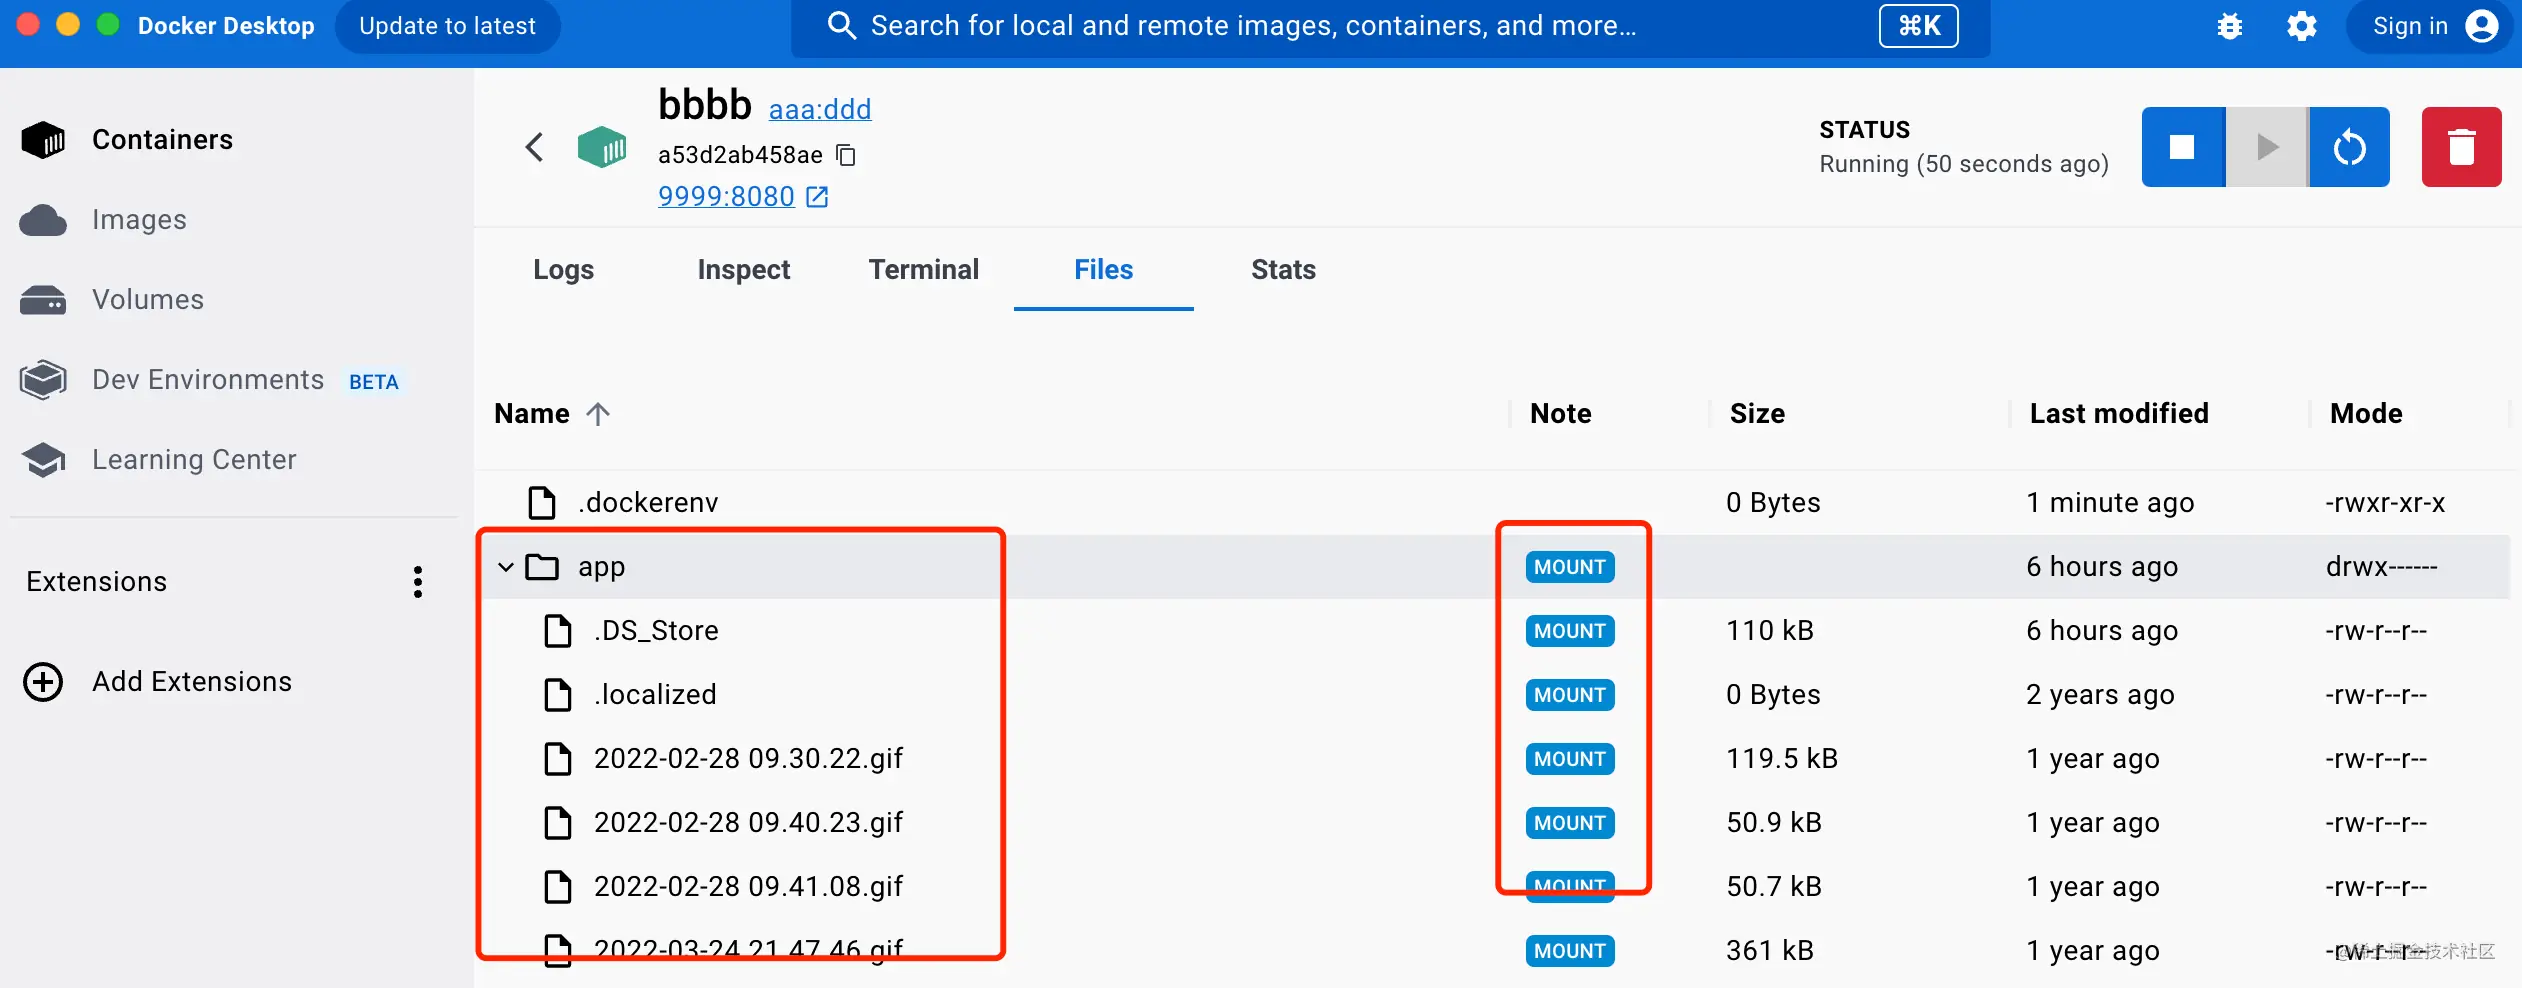 Docker Desktop Update to latest Search for local and remote images, containers, and more... ⌘K Sign in
Containers
Images
Volumes
Dev Environments BETA
Learning Center
Extensions
Add Extensions
bbbb aaa:ddd
a53d2ab458ae
9999:8080
STATUS
Running (50 seconds ago)
Logs Inspect Terminal Files Stats
Name Note Size Last modified Mode
.dockerenv 0 Bytes 1 minute ago -rwxr-xr-x
app MOUNT 6 hours ago drwx------
.DS_Store MOUNT 110 kB 6 hours ago -rw-r--r--
.localized MOUNT 0 Bytes 2 years ago -rw-r--r--
2022-02-28 09.30.22.gif MOUNT 119.5 kB 1 year ago -rw-r--r--
2022-02-28 09.40.23.gif MOUNT 50.9 kB 1 year ago -rw-r--r--
2022-02-28 09.41.08.gif MOUNT 50.7 kB 1 year ago -rw-r--r--
2022-03-24 21.47.46.gif MOUNT 361 kB 1 year ago -rw-r--r--
@稀土掘金技术社区